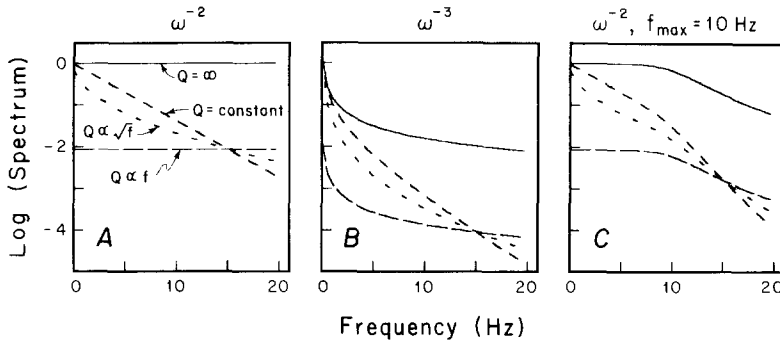 ω⁻²
ω⁻³
ω⁻², f_max = 10 Hz
Log (Spectrum)
0
-2
-4
Q = ∞
Q = constant
Q ∝ √f
Q ∝ f
A
B
C
0 10 20
0 10 20
0 10 20
Frequency (Hz)